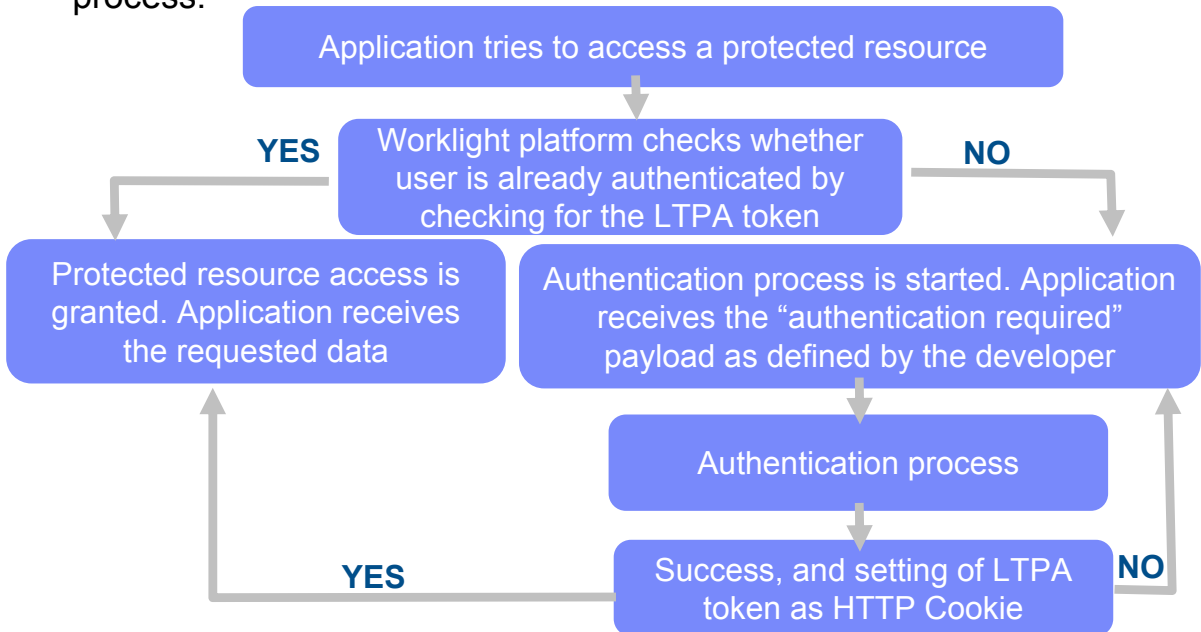 process.
Application tries to access a protected resource
YES
Worklight platform checks whether
user is already authenticated by
checking for the LTPA token
NO
Protected resource access is
granted. Application receives
the requested data
Authentication process is started. Application
receives the “authentication required”
payload as defined by the developer
Authentication process
YES
Success, and setting of LTPA
token as HTTP Cookie
NO